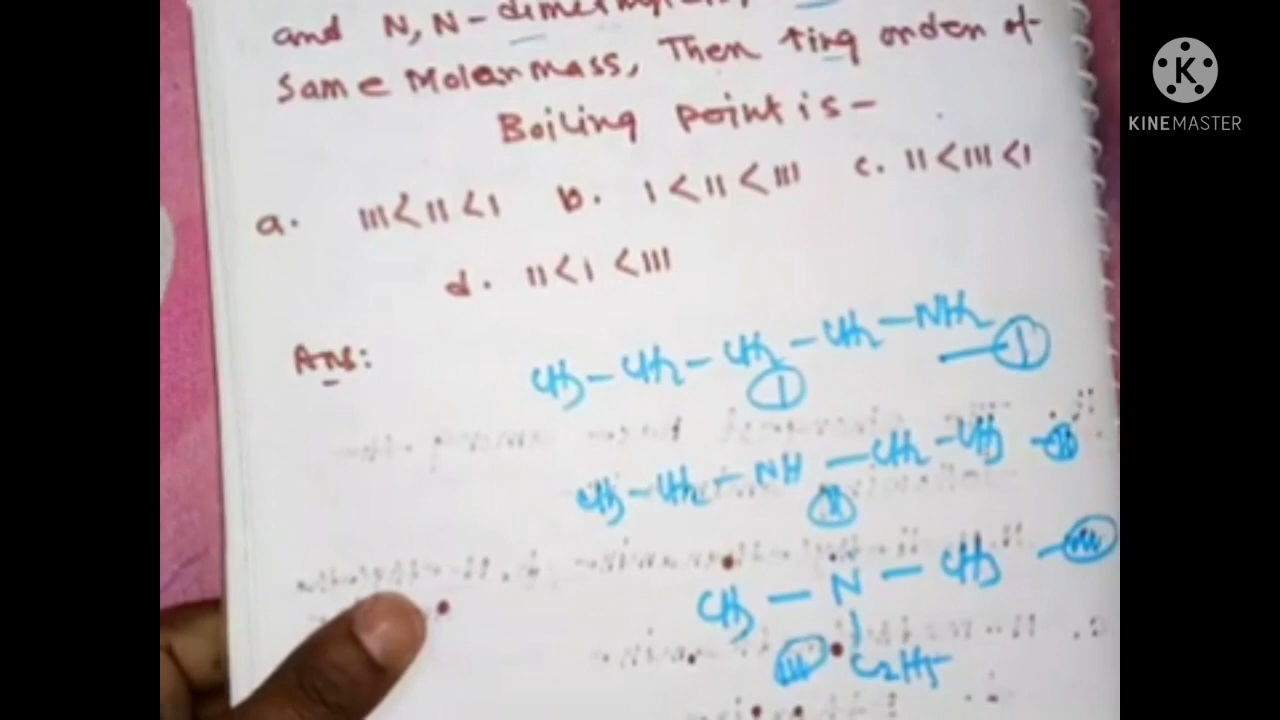 and N, N-
same Molar mass, Then ring order of
Boiling point is -
a. III < II < I b. I < II < III c. II < III < I
d. II < I < III
Ans:
CH3 - CH2 - CH2 - CH2 - NH2 - I
I
CH3 - CH2 - NH - CH2 - CH3 - II
II
CH3 - N - CH3 - III
III C2H5
K
KINEMASTER